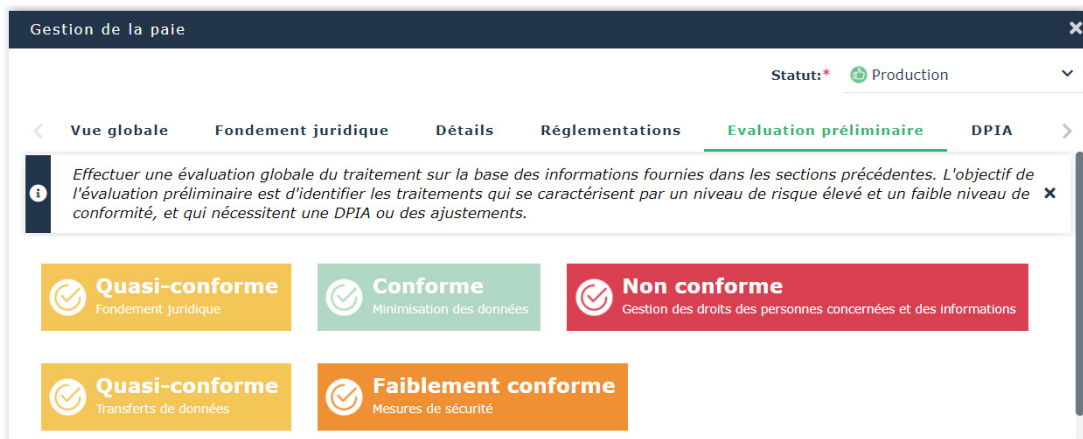 Gestion de la paie
Statut:* Production
Vue globale Fondement juridique Détails Réglementations Evaluation préliminaire DPIA
Effectuer une évaluation globale du traitement sur la base des informations fournies dans les sections précédentes. L'objectif de
l'évaluation préliminaire est d'identifier les traitements qui se caractérisent par un niveau de risque élevé et un faible niveau de
conformité, et qui nécessitent une DPIA ou des ajustements.
Quasi-conforme
Fondement juridique
Conforme
Minimisation des données
Non conforme
Gestion des droits des personnes concernées et des informations
Quasi-conforme
Transferts de données
Faiblement conforme
Mesures de sécurité